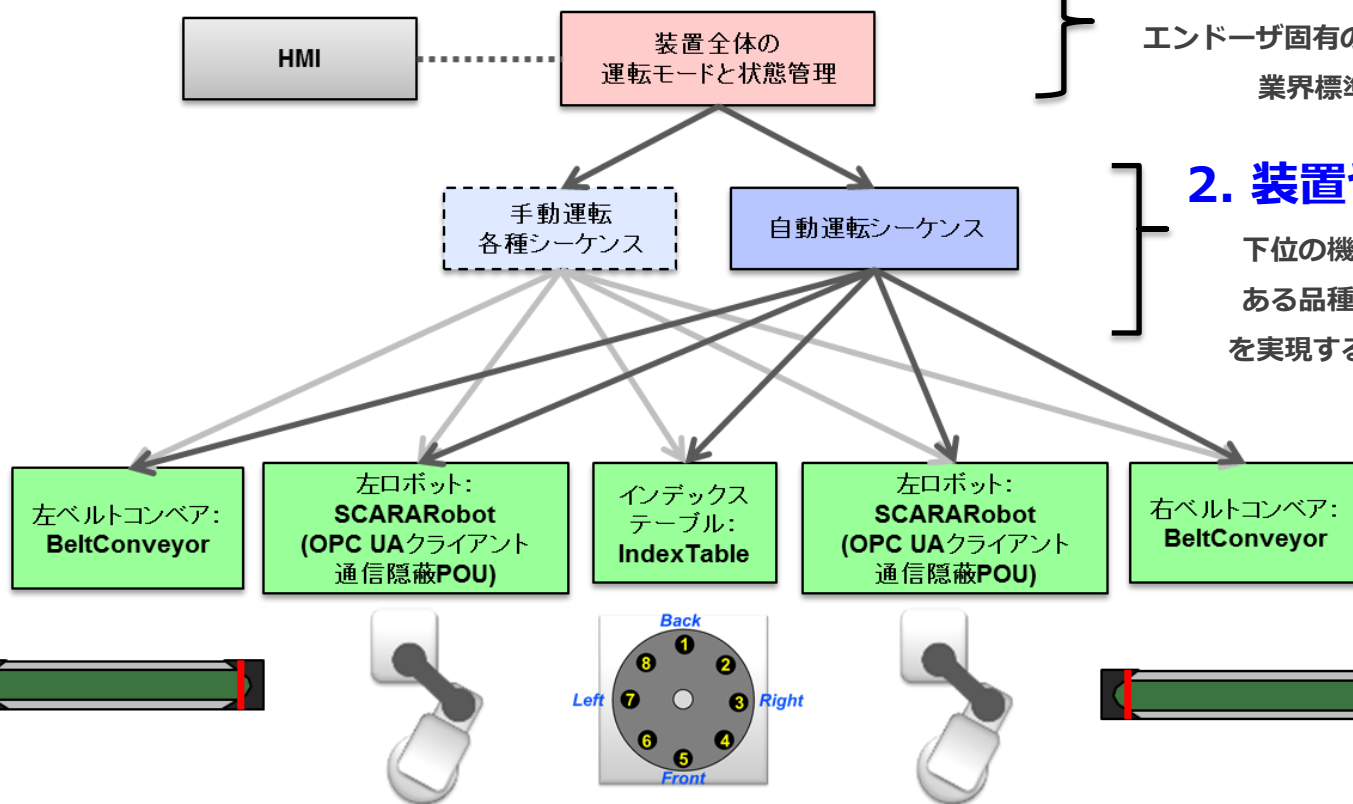 HMI
装置全体の
運転モードと状態管理
エンドーザ固有の
業界標準
手動運転
各種シーケンス
自動運転シーケンス
2. 装置
下位の機
ある品種
を実現する
左ベルトコンベア:
BeltConveyor
左ロボット:
SCARARobot
(OPC UAクライアント
通信隠蔽POU)
インデックス
テーブル:
IndexTable
左ロボット:
SCARARobot
(OPC UAクライアント
通信隠蔽POU)
右ベルトコンベア:
BeltConveyor
Back
1
8
2
Left
7
3
Right
6
4
5
Front